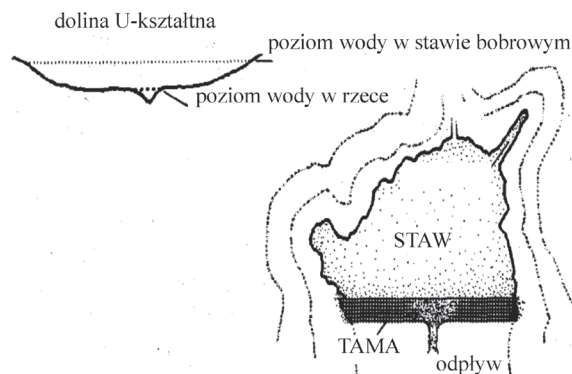 dolina U-kształtna
poziom wody w stawie bobrowym
poziom wody w rzece
STAW
TAMA
odpływ